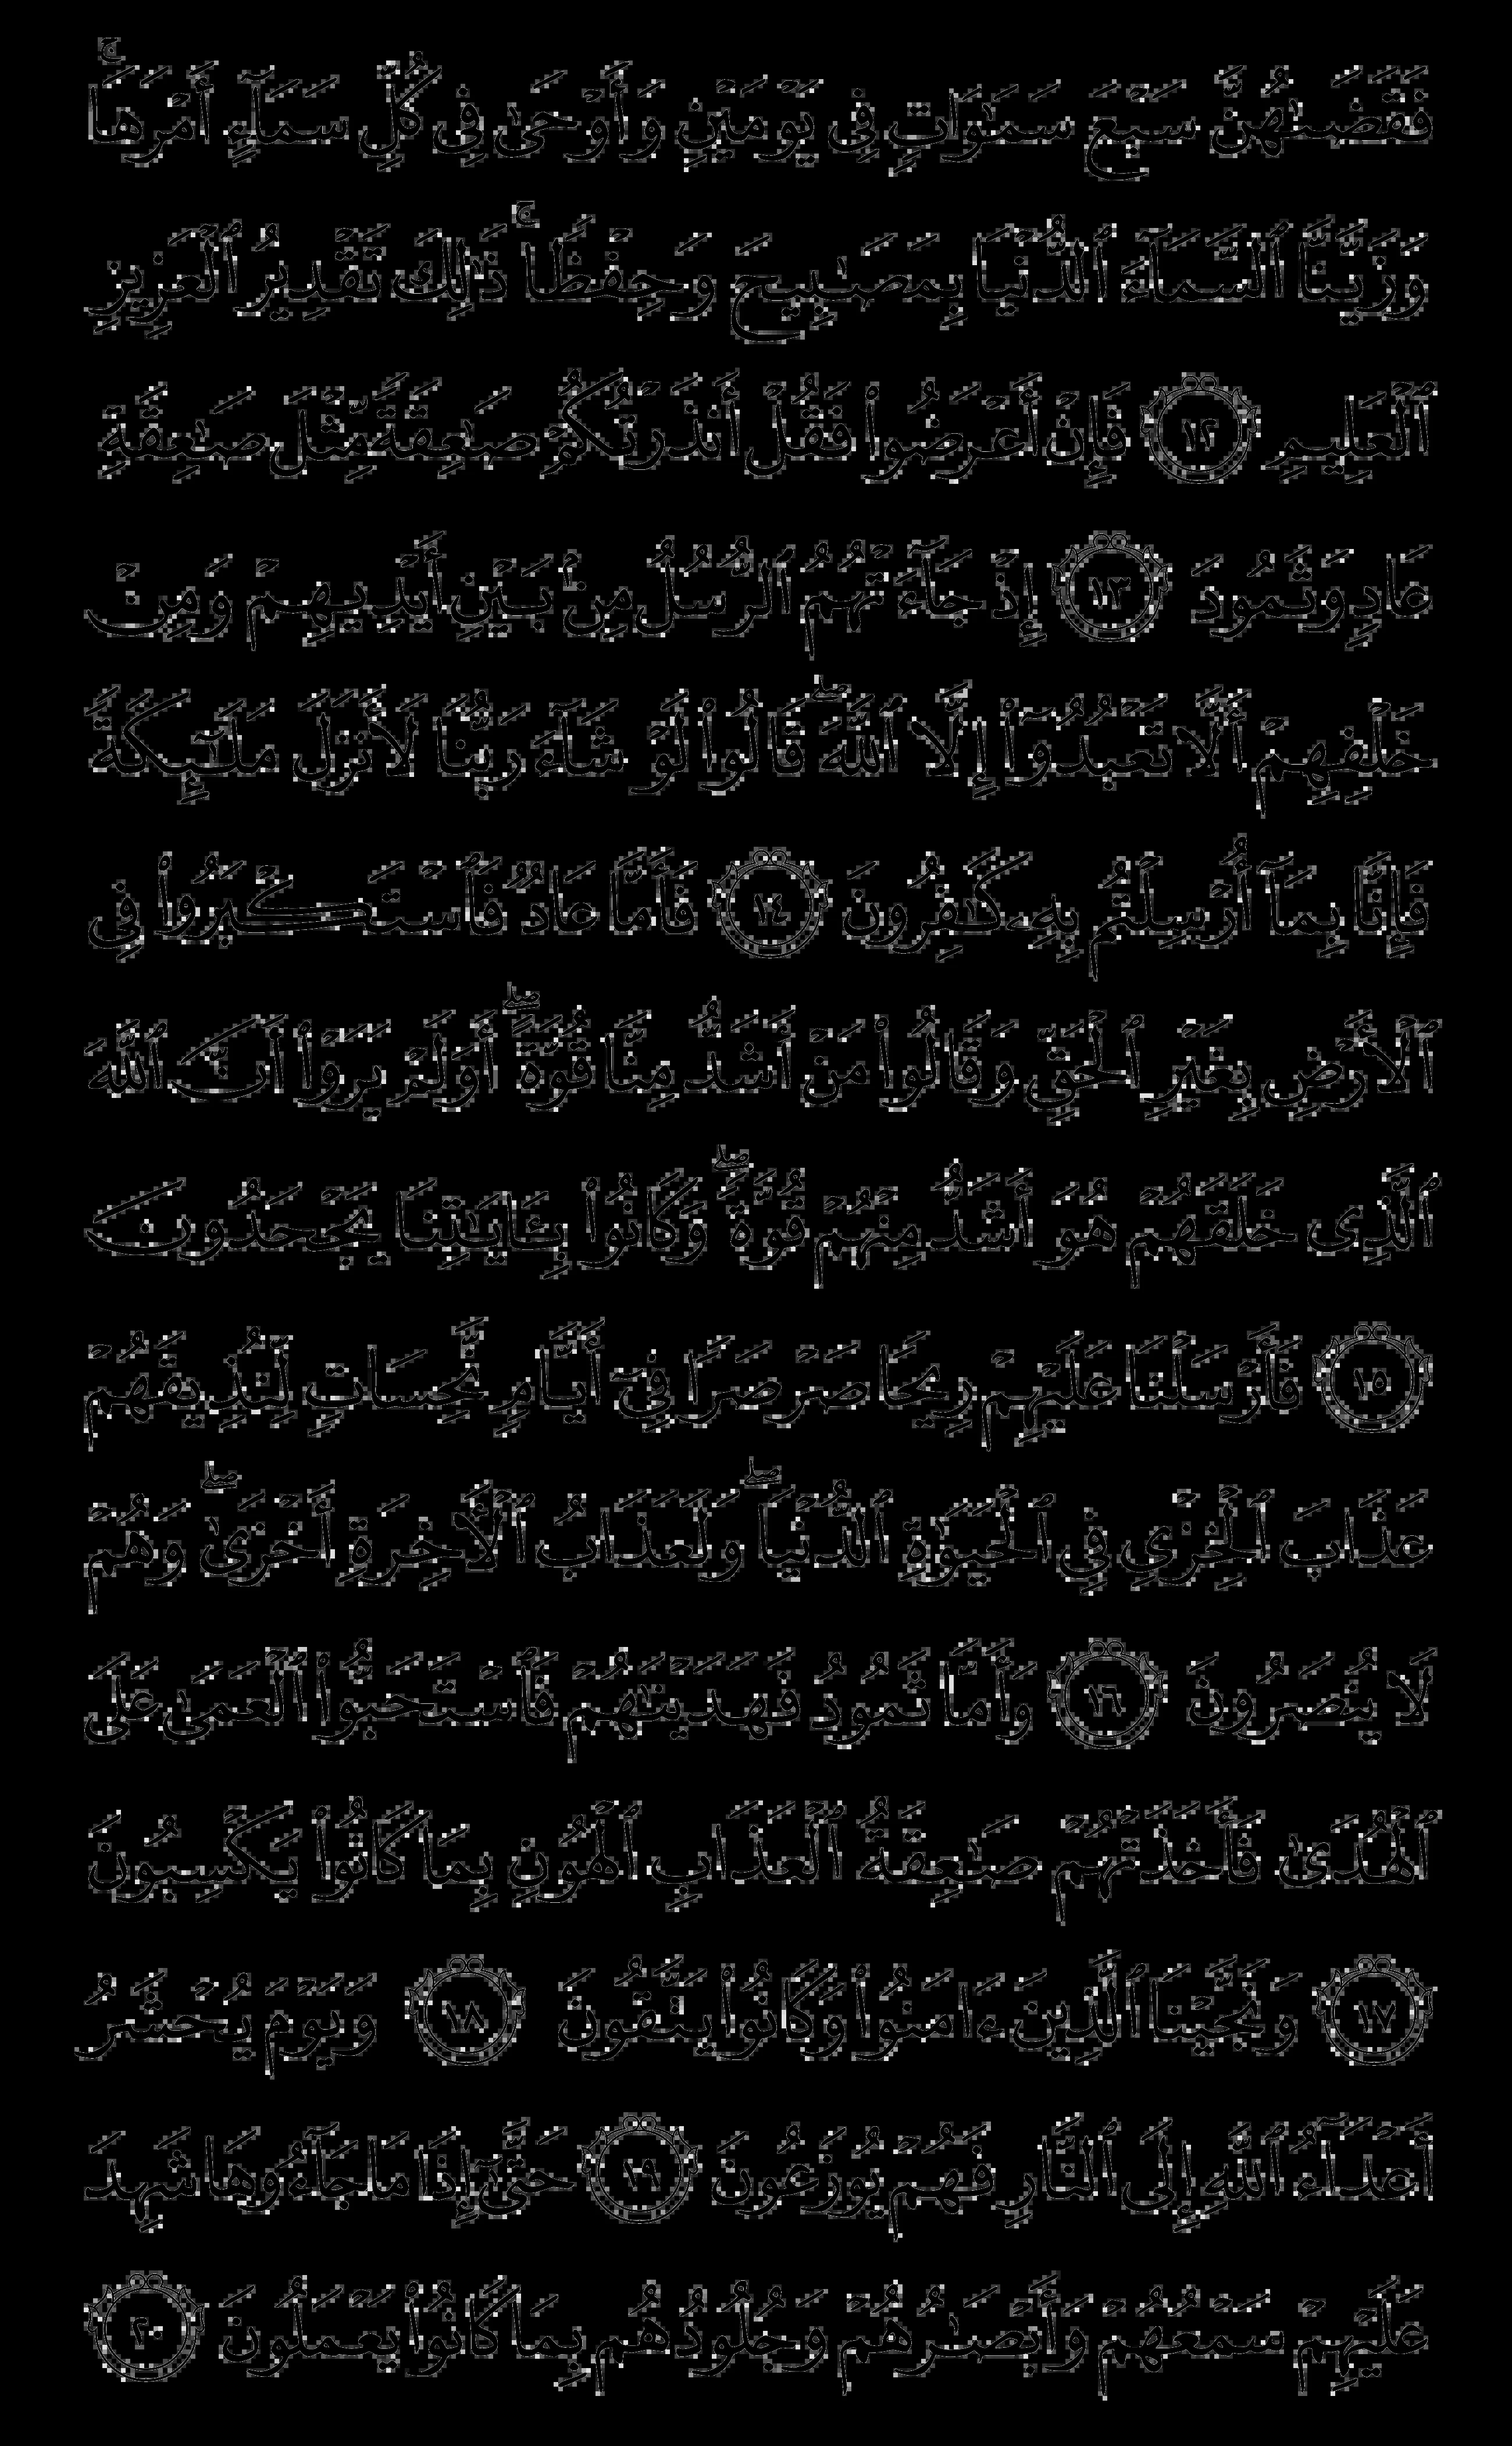 فَقَضَىٰهُنَّ سَبْعَ سَمَٰوَاتٍ فِى يَوْمَيْنِ وَأَوْحَىٰ فِى كُلِّ سَمَآءٍ أَمْرَهَا ۚ
وَزَيَّنَّا ٱلسَّمَآءَ ٱلدُّنْيَا بِمَصَٰبِيحَ وَحِفْظًا ۚ ذَٰلِكَ تَقْدِيرُ ٱلْعَزِيزِ
ٱلْعَلِيمِ ١٢ فَإِنْ أَعْرَضُوا۟ فَقُلْ أَنذَرْتُكُمْ صَٰعِقَةً مِّثْلَ صَٰعِقَةِ
عَادٍ وَثَمُودَ ١٣ إِذْ جَآءَتْهُمُ ٱلرُّسُلُ مِنۢ بَيْنِ أَيْدِيهِمْ وَمِنْ
خَلْفِهِمْ أَلَّا تَعْبُدُوٓا۟ إِلَّا ٱللَّهَ ۖ قَالُوا۟ لَوْ شَآءَ رَبُّنَا لَأَنزَلَ مَلَٰٓئِكَةً
فَإِنَّا بِمَآ أُرْسِلْتُم بِهِۦ كَٰفِرُونَ ١٤ فَأَمَّا عَادٌ فَٱسْتَكْبَرُوا۟ فِى
ٱلْأَرْضِ بِغَيْرِ ٱلْحَقِّ وَقَالُوا۟ مَنْ أَشَدُّ مِنَّا قُوَّةً ۖ أَوَلَمْ يَرَوْا۟ أَنَّ ٱللَّهَ
ٱلَّذِى خَلَقَهُمْ هُوَ أَشَدُّ مِنْهُمْ قُوَّةً ۖ وَكَانُوا۟ بِـَٔايَٰتِنَا يَجْحَدُونَ
١٥ فَأَرْسَلْنَا عَلَيْهِمْ رِيحًا صَرْصَرًا فِىٓ أَيَّامٍ نَّحِسَاتٍ لِّنُذِيقَهُمْ
عَذَابَ ٱلْخِزْىِ فِى ٱلْحَيَوٰةِ ٱلدُّنْيَا ۖ وَلَعَذَابُ ٱلْأَخِرَةِ أَخْزَىٰ ۖ وَهُمْ
لَا يُنصَرُونَ ١٦ وَأَمَّا ثَمُودُ فَهَدَيْنَٰهُمْ فَٱسْتَحَبُّوا۟ ٱلْعَمَىٰ عَلَى
ٱلْهُدَىٰ فَأَخَذَتْهُمْ صَٰعِقَةُ ٱلْعَذَابِ ٱلْهُونِ بِمَا كَانُوا۟ يَكْسِبُونَ
١٧ وَنَجَّيْنَا ٱلَّذِينَ ءَامَنُوا۟ وَكَانُوا۟ يَتَّقُونَ ١٨ وَيَوْمَ يُحْشَرُ
أَعْدَآءُ ٱللَّهِ إِلَى ٱلنَّارِ فَهُمْ يُوزَعُونَ ١٩ حَتَّىٰٓ إِذَا مَا جَآءُوهَا شَهِدَ
عَلَيْهِمْ سَمْعُهُمْ وَأَبْصَٰرُهُمْ وَجُلُودُهُم بِمَا كَانُوا۟ يَعْمَلُونَ ٢٠